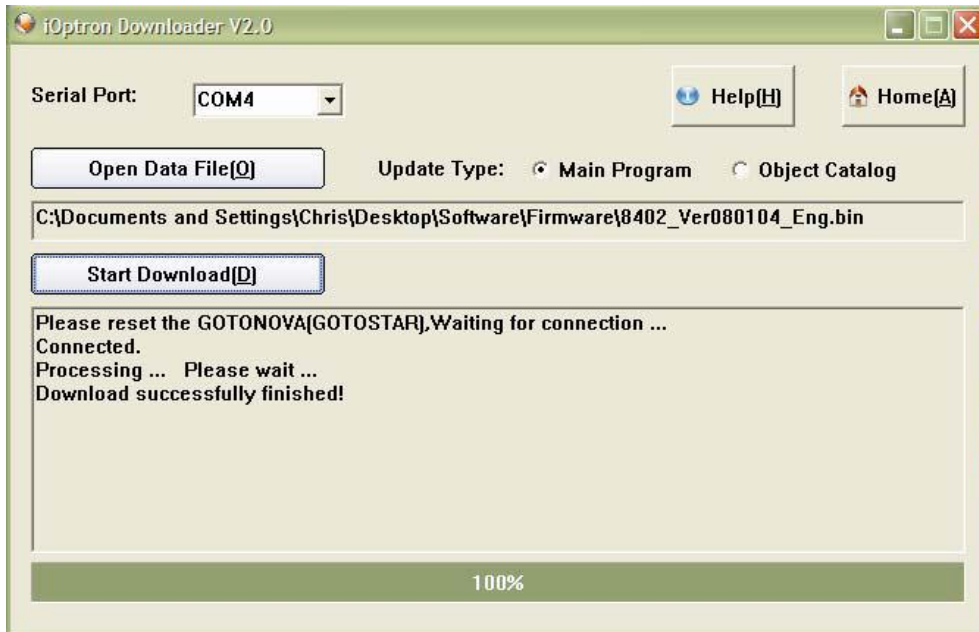 iOptron Downloader V2.0
Serial Port: COM4 Help(H) Home(A)
Open Data File(O) Update Type: Main Program Object Catalog
C:\Documents and Settings\Chris\Desktop\Software\Firmware\8402_Ver080104_Eng.bin
Start Download(D)
Please reset the GOTONOVA(GOTOSTAR),Waiting for connection ...
Connected.
Processing ... Please wait ...
Download successfully finished!
100%